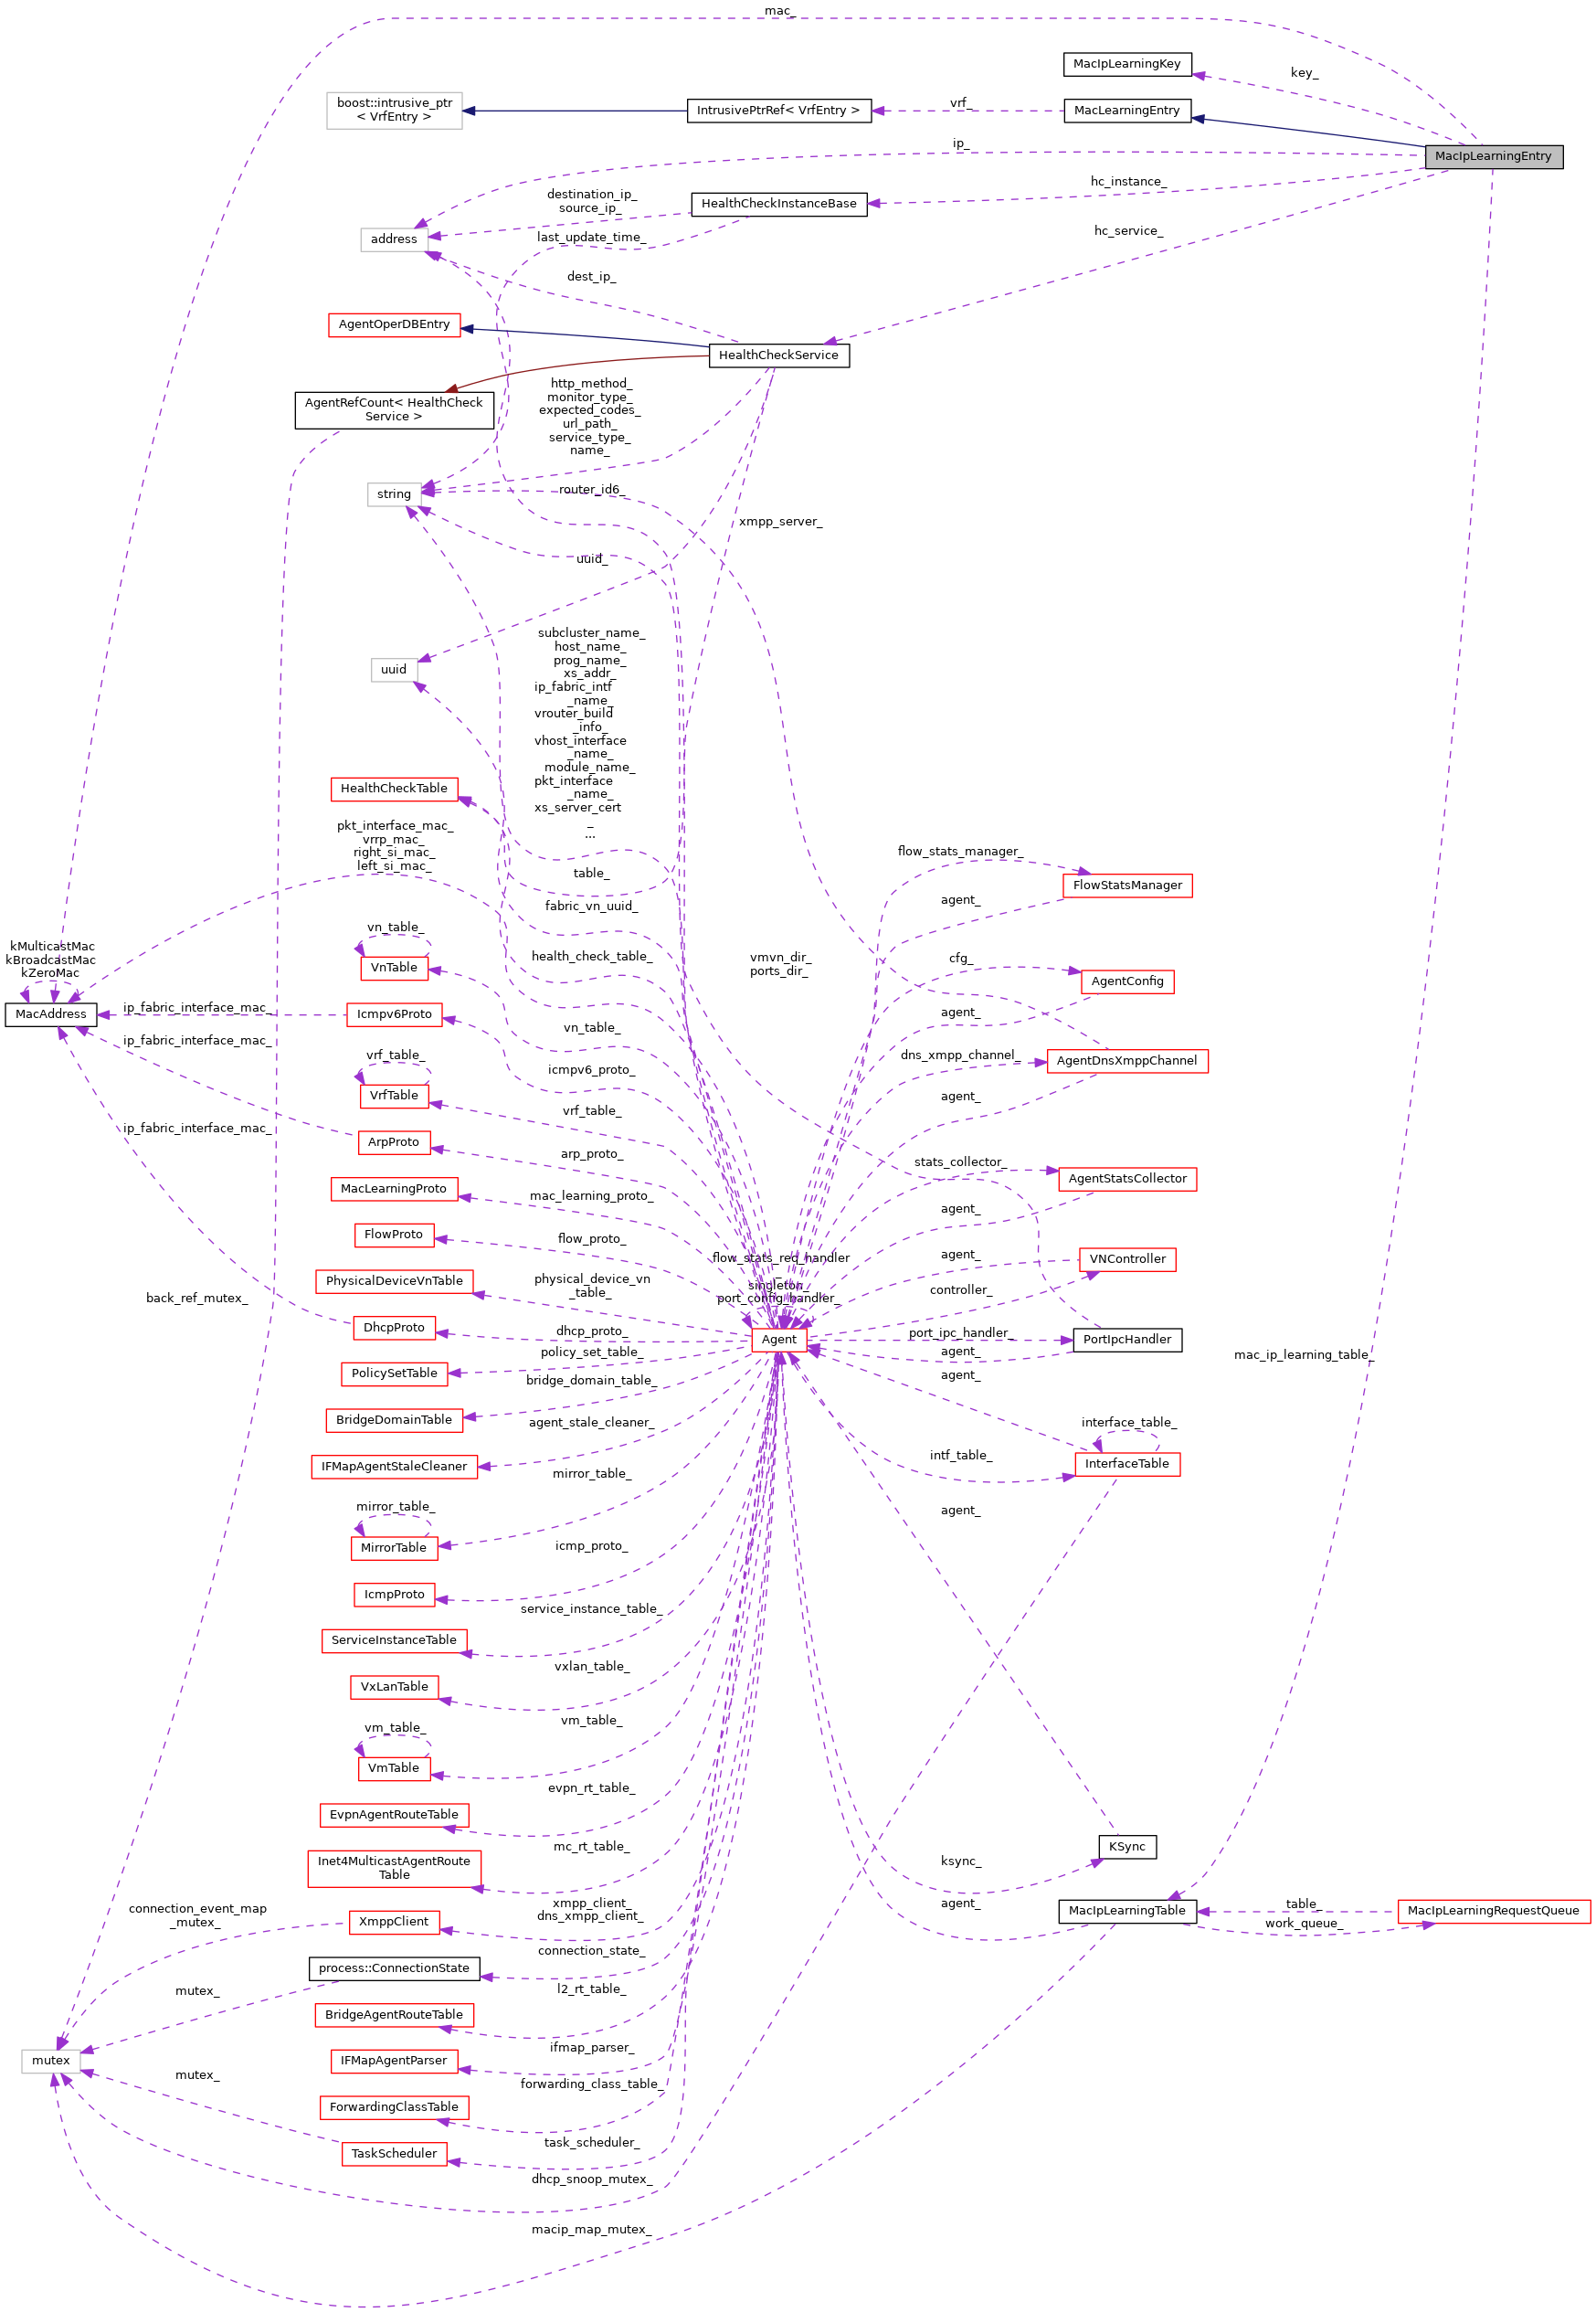 mac_
MacIpLearningKey
key_
boost::intrusive_ptr
< VrfEntry >
IntrusivePtrRef< VrfEntry >
vrf_
MacLearningEntry
ip_
MacIpLearningEntry
hc_instance_
destination_ip_
source_ip_
HealthCheckInstanceBase
address
last_update_time_
hc_service_
dest_ip_
AgentOperDBEntry
HealthCheckService
AgentRefCount< HealthCheck
Service >
http_method_
monitor_type_
expected_codes_
url_path_
service_type_
name_
string
router_id6_
xmpp_server_
uuid_
uuid
subcluster_name_
host_name_
prog_name_
xs_addr_
ip_fabric_intf
_name_
vrouter_build
_info_
vhost_interface
_name_
module_name_
pkt_interface
_name_
xs_server_cert
_
...
HealthCheckTable
pkt_interface_mac_
vrrp_mac_
right_si_mac_
left_si_mac_
table_
flow_stats_manager_
FlowStatsManager
agent_
fabric_vn_uuid_
vn_table_
VnTable
health_check_table_
vmvn_dir_
ports_dir_
cfg_
AgentConfig
agent_
kMulticastMac
kBroadcastMac
kZeroMac
MacAddress
ip_fabric_interface_mac_
Icmpv6Proto
vn_table_
ip_fabric_interface_mac_
vrf_table_
VrfTable
icmpv6_proto_
dns_xmpp_channel_
AgentDnsXmppChannel
agent_
vrf_table_
ip_fabric_interface_mac_
ArpProto
arp_proto_
stats_collector_
AgentStatsCollector
MacLearningProto
mac_learning_proto_
agent_
FlowProto
flow_proto_
agent_
VNController
PhysicalDeviceVnTable
physical_device_vn
_table_
flow_stats_req_handler
_
singleton_
port_config_handler_
controller_
back_ref_mutex_
DhcpProto
dhcp_proto_
Agent
port_ipc_handler_
PortIpcHandler
agent_
policy_set_table_
mac_ip_learning_table_
PolicySetTable
bridge_domain_table_
agent_
BridgeDomainTable
agent_stale_cleaner_
interface_table_
InterfaceTable
intf_table_
IFMapAgentStaleCleaner
mirror_table_
mirror_table_
MirrorTable
agent_
icmp_proto_
IcmpProto
service_instance_table_
ServiceInstanceTable
vxlan_table_
VxLanTable
vm_table_
vm_table_
VmTable
evpn_rt_table_
EvpnAgentRouteTable
mc_rt_table_
Inet4MulticastAgentRoute
Table
KSync
ksync_
connection_event_map
_mutex_
XmppClient
xmpp_client_
dns_xmpp_client_
agent_
MacIpLearningTable
table_
work_queue_
MacIpLearningRequestQueue
process::ConnectionState
connection_state_
mutex_
BridgeAgentRouteTable
l2_rt_table_
mutex
IFMapAgentParser
ifmap_parser_
mutex_
ForwardingClassTable
forwarding_class_table_
TaskScheduler
task_scheduler_
dhcp_snoop_mutex_
macip_map_mutex_